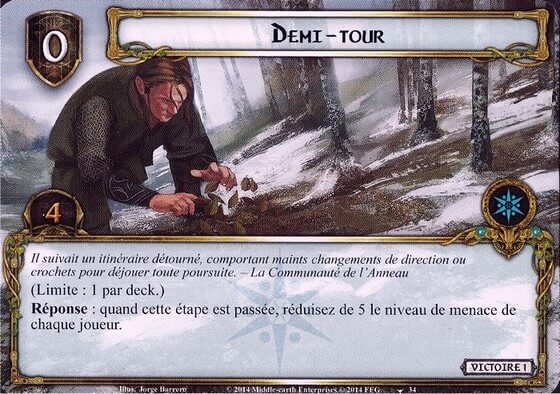 0
DEMI-TOUR
4
Il suivait un itinéraire détourné, comportant maints changements de direction ou
crochets pour déjouer toute poursuite. – La Communauté de l'Anneau
(Limite : 1 par deck.)
Réponse : quand cette étape est passée, réduisez de 5 le niveau de menace de
chaque joueur.
VICTOIRE 1
Illus. Jorge Barrero
© 2014 Middle-earth Enterprises © 2014 FFG
34